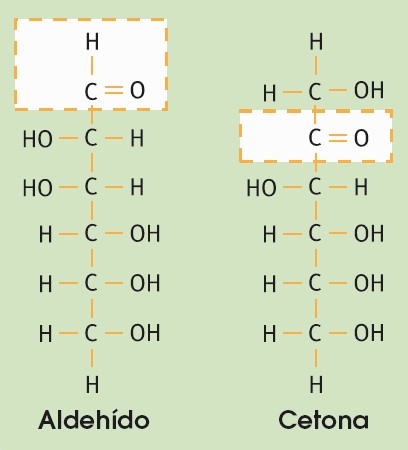 H
C = O
HO — C — H
HO — C — H
H — C — OH
H — C — OH
H — C — OH
H
Aldehído
H
H — C — OH
C = O
HO — C — H
H — C — OH
H — C — OH
H — C — OH
H
Cetona